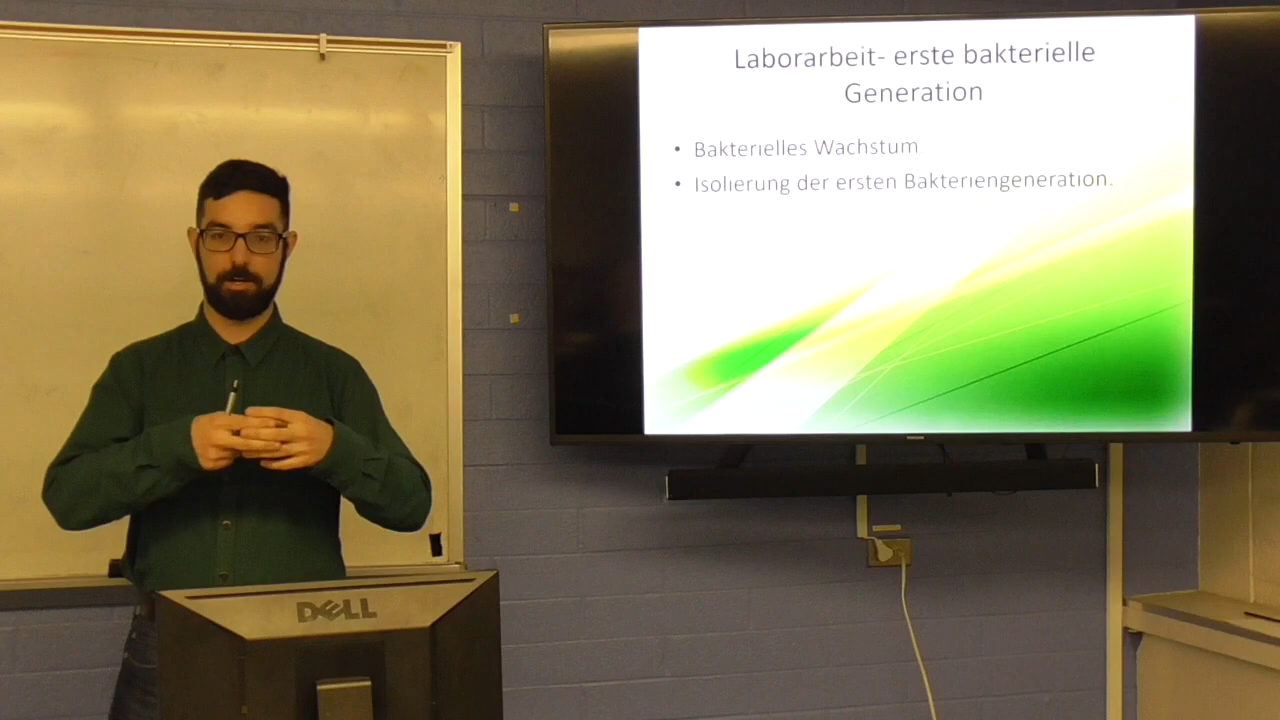 Laborarbeit- erste bakterielle
Generation
• Bakterielles Wachstum
• Isolierung der ersten Bakteriengeneration.
DELL